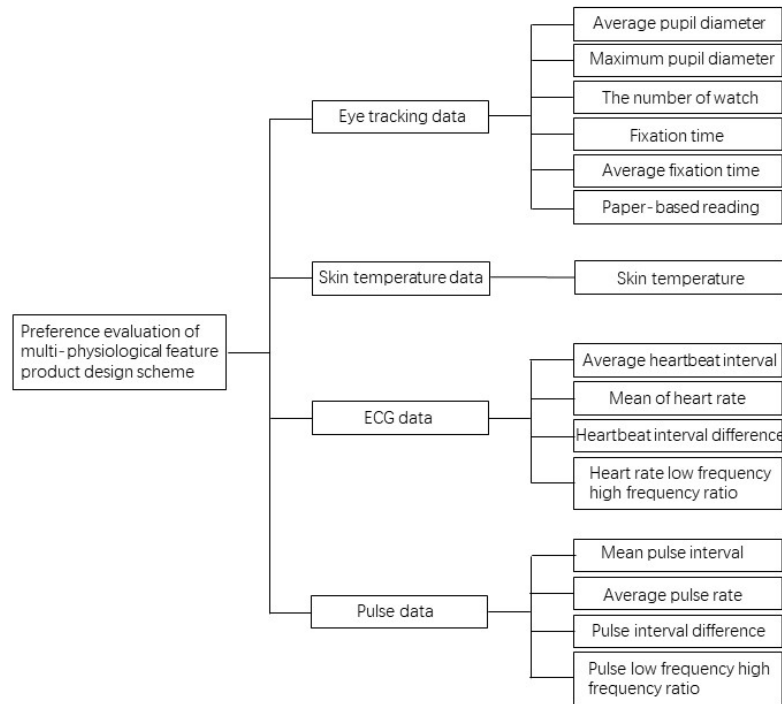 Average pupil diameter
Maximum pupil diameter
The number of watch
Eye tracking data
Fixation time
Average fixation time
Paper-based reading
Skin temperature data
Skin temperature
Preference evaluation of
multi-physiological feature
product design scheme
Average heartbeat interval
Mean of heart rate
ECG data
Heartbeat interval difference
Heart rate low frequency
high frequency ratio
Mean pulse interval
Average pulse rate
Pulse data
Pulse interval difference
Pulse low frequency high
frequency ratio